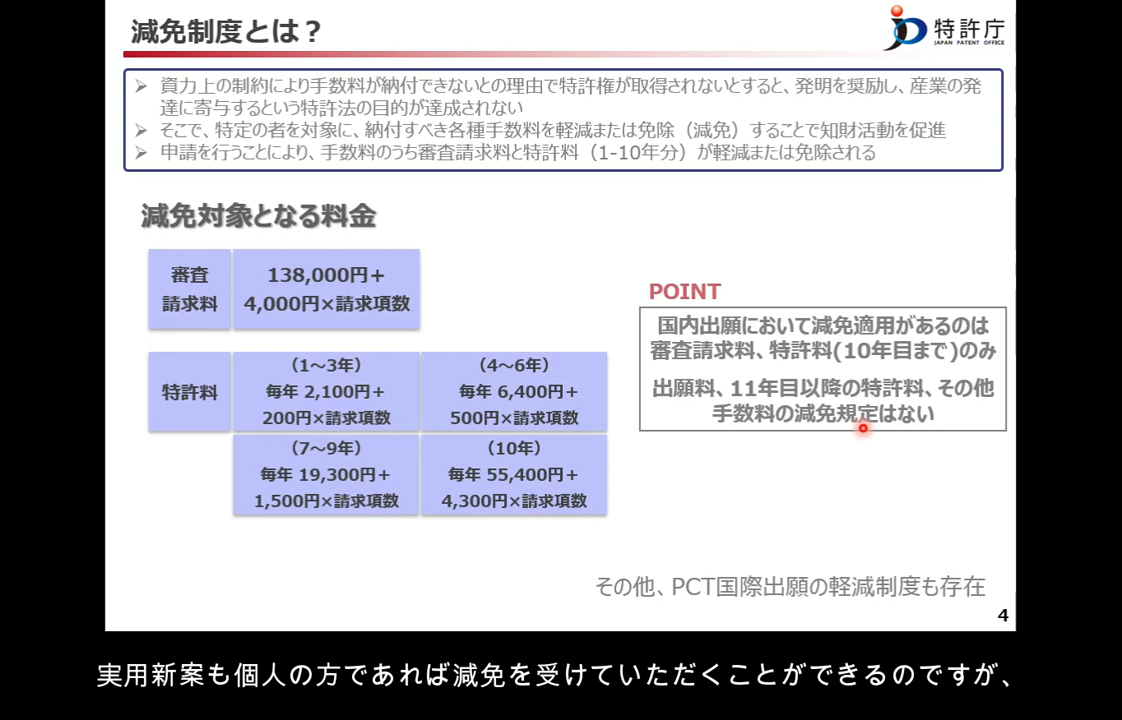 減免制度とは？
特許庁
JAPAN PATENT OFFICE
➢ 資力上の制約により手数料が納付できないとの理由で特許権が取得されないとすると、発明を奨励し、産業の発
達に寄与するという特許法の目的が達成されない
➢ そこで、特定の者を対象に、納付すべき各種手数料を軽減または免除（減免）することで知財活動を促進
➢ 申請を行うことにより、手数料のうち審査請求料と特許料（1-10年分）が軽減または免除される
減免対象となる料金
審査
請求料
138,000円＋
4,000円×請求項数
特許料
（1～3年）
毎年 2,100円＋
200円×請求項数
（4～6年）
毎年 6,400円＋
500円×請求項数
（7～9年）
毎年 19,300円＋
1,500円×請求項数
（10年）
毎年 55,400円＋
4,300円×請求項数
POINT
国内出願において減免適用があるのは
審査請求料、特許料(10年目まで)のみ
出願料、11年目以降の特許料、その他
手数料の減免規定はない
その他、PCT国際出願の軽減制度も存在
4
実用新案も個人の方であれば減免を受けていただくことができるのですが、